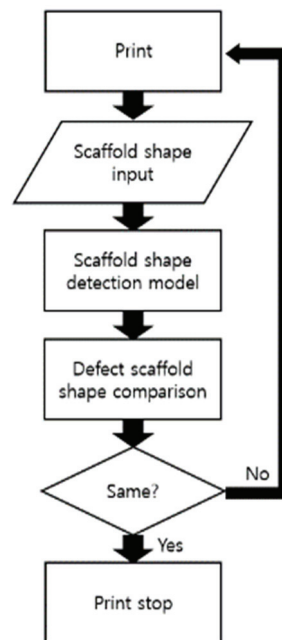 Print
Scaffold shape
input
Scaffold shape
detection model
Defect scaffold
shape comparison
Same?
No
Yes
Print stop